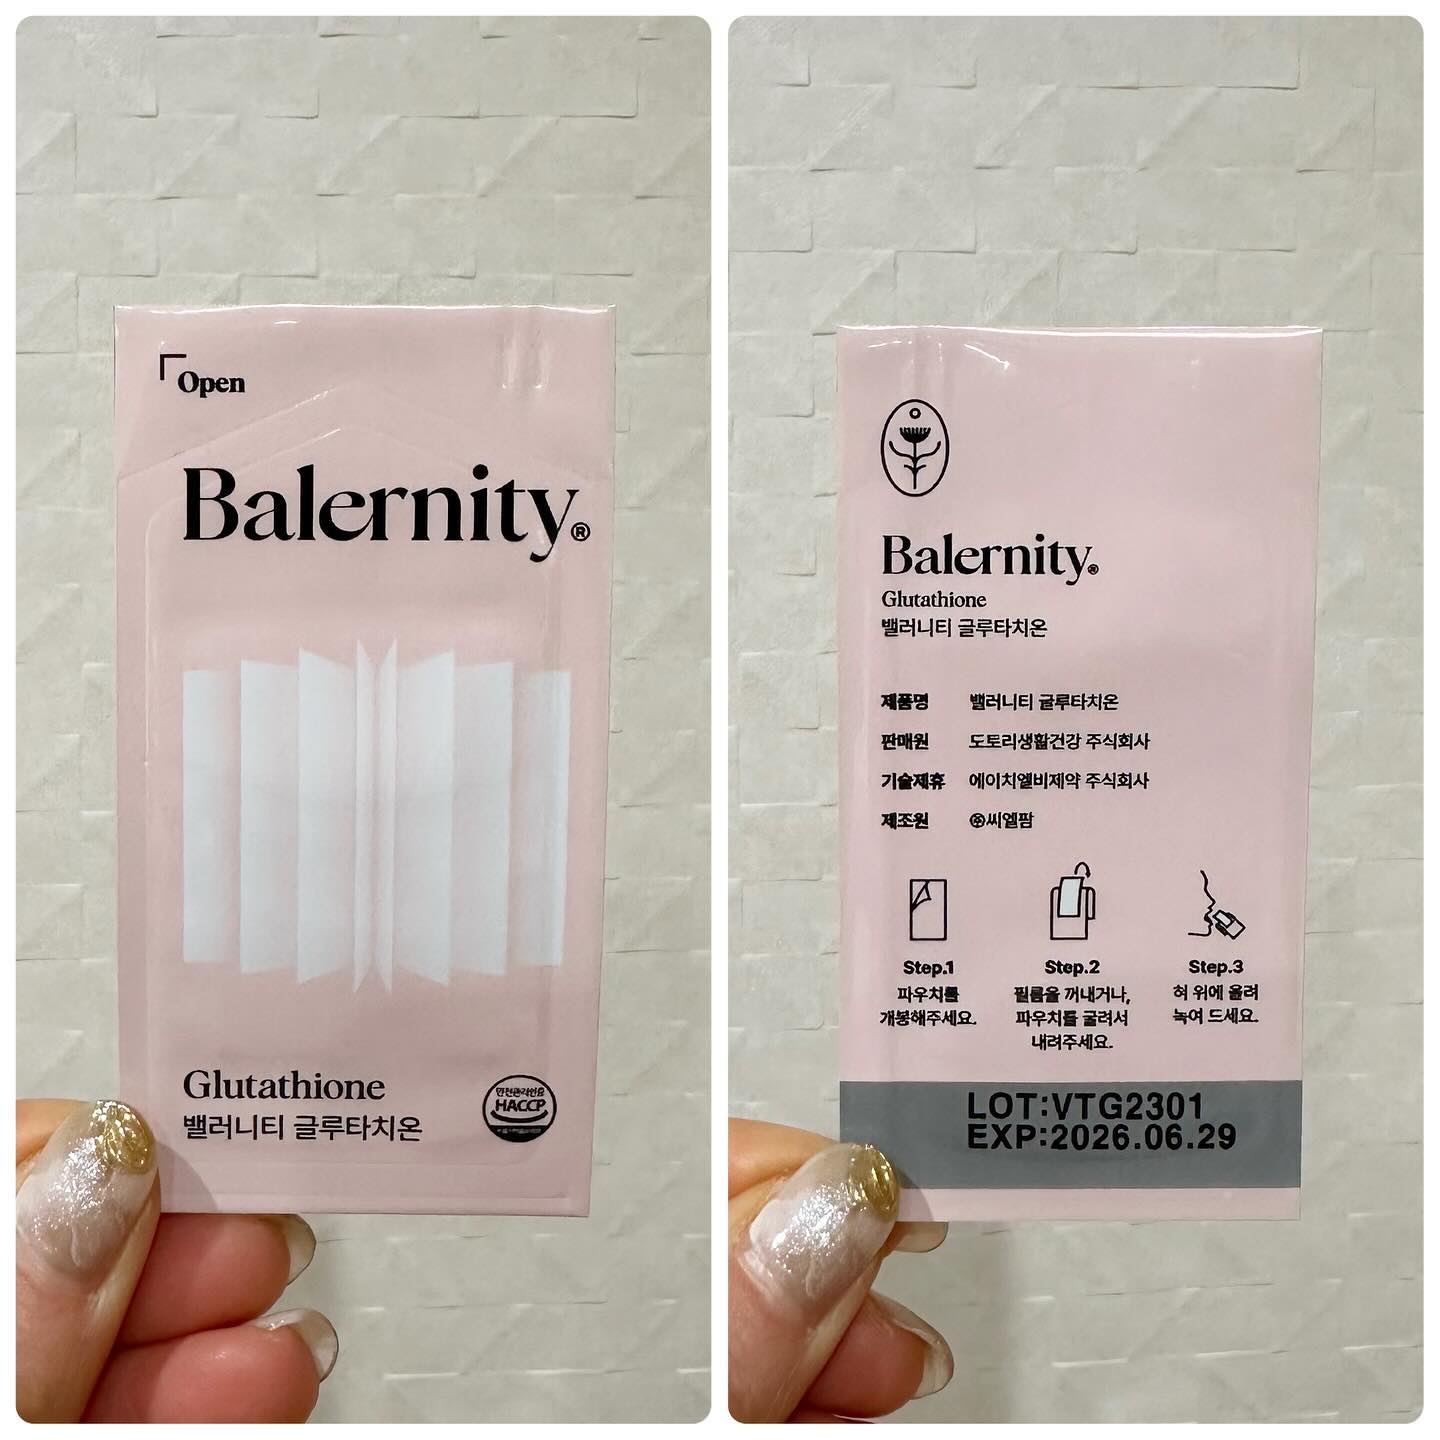 Open
Balernity®
Glutathione
밸러니티 글루타치온
안전관리인증
HACCP
Balernity®
Glutathione
밸러니티 글루타치온
제품명 밸러니티 글루타치온
판매원 도토리생활건강 주식회사
기술제휴 에이치엘비제약 주식회사
제조원 ㈜씨엘팜
Step.1
파우치를
개봉해주세요.
Step.2
필름을 꺼내거나,
파우치를 굴려서
내려주세요.
Step.3
혀 위에 올려
녹여 드세요.
LOT:VTG2301
EXP:2026.06.29